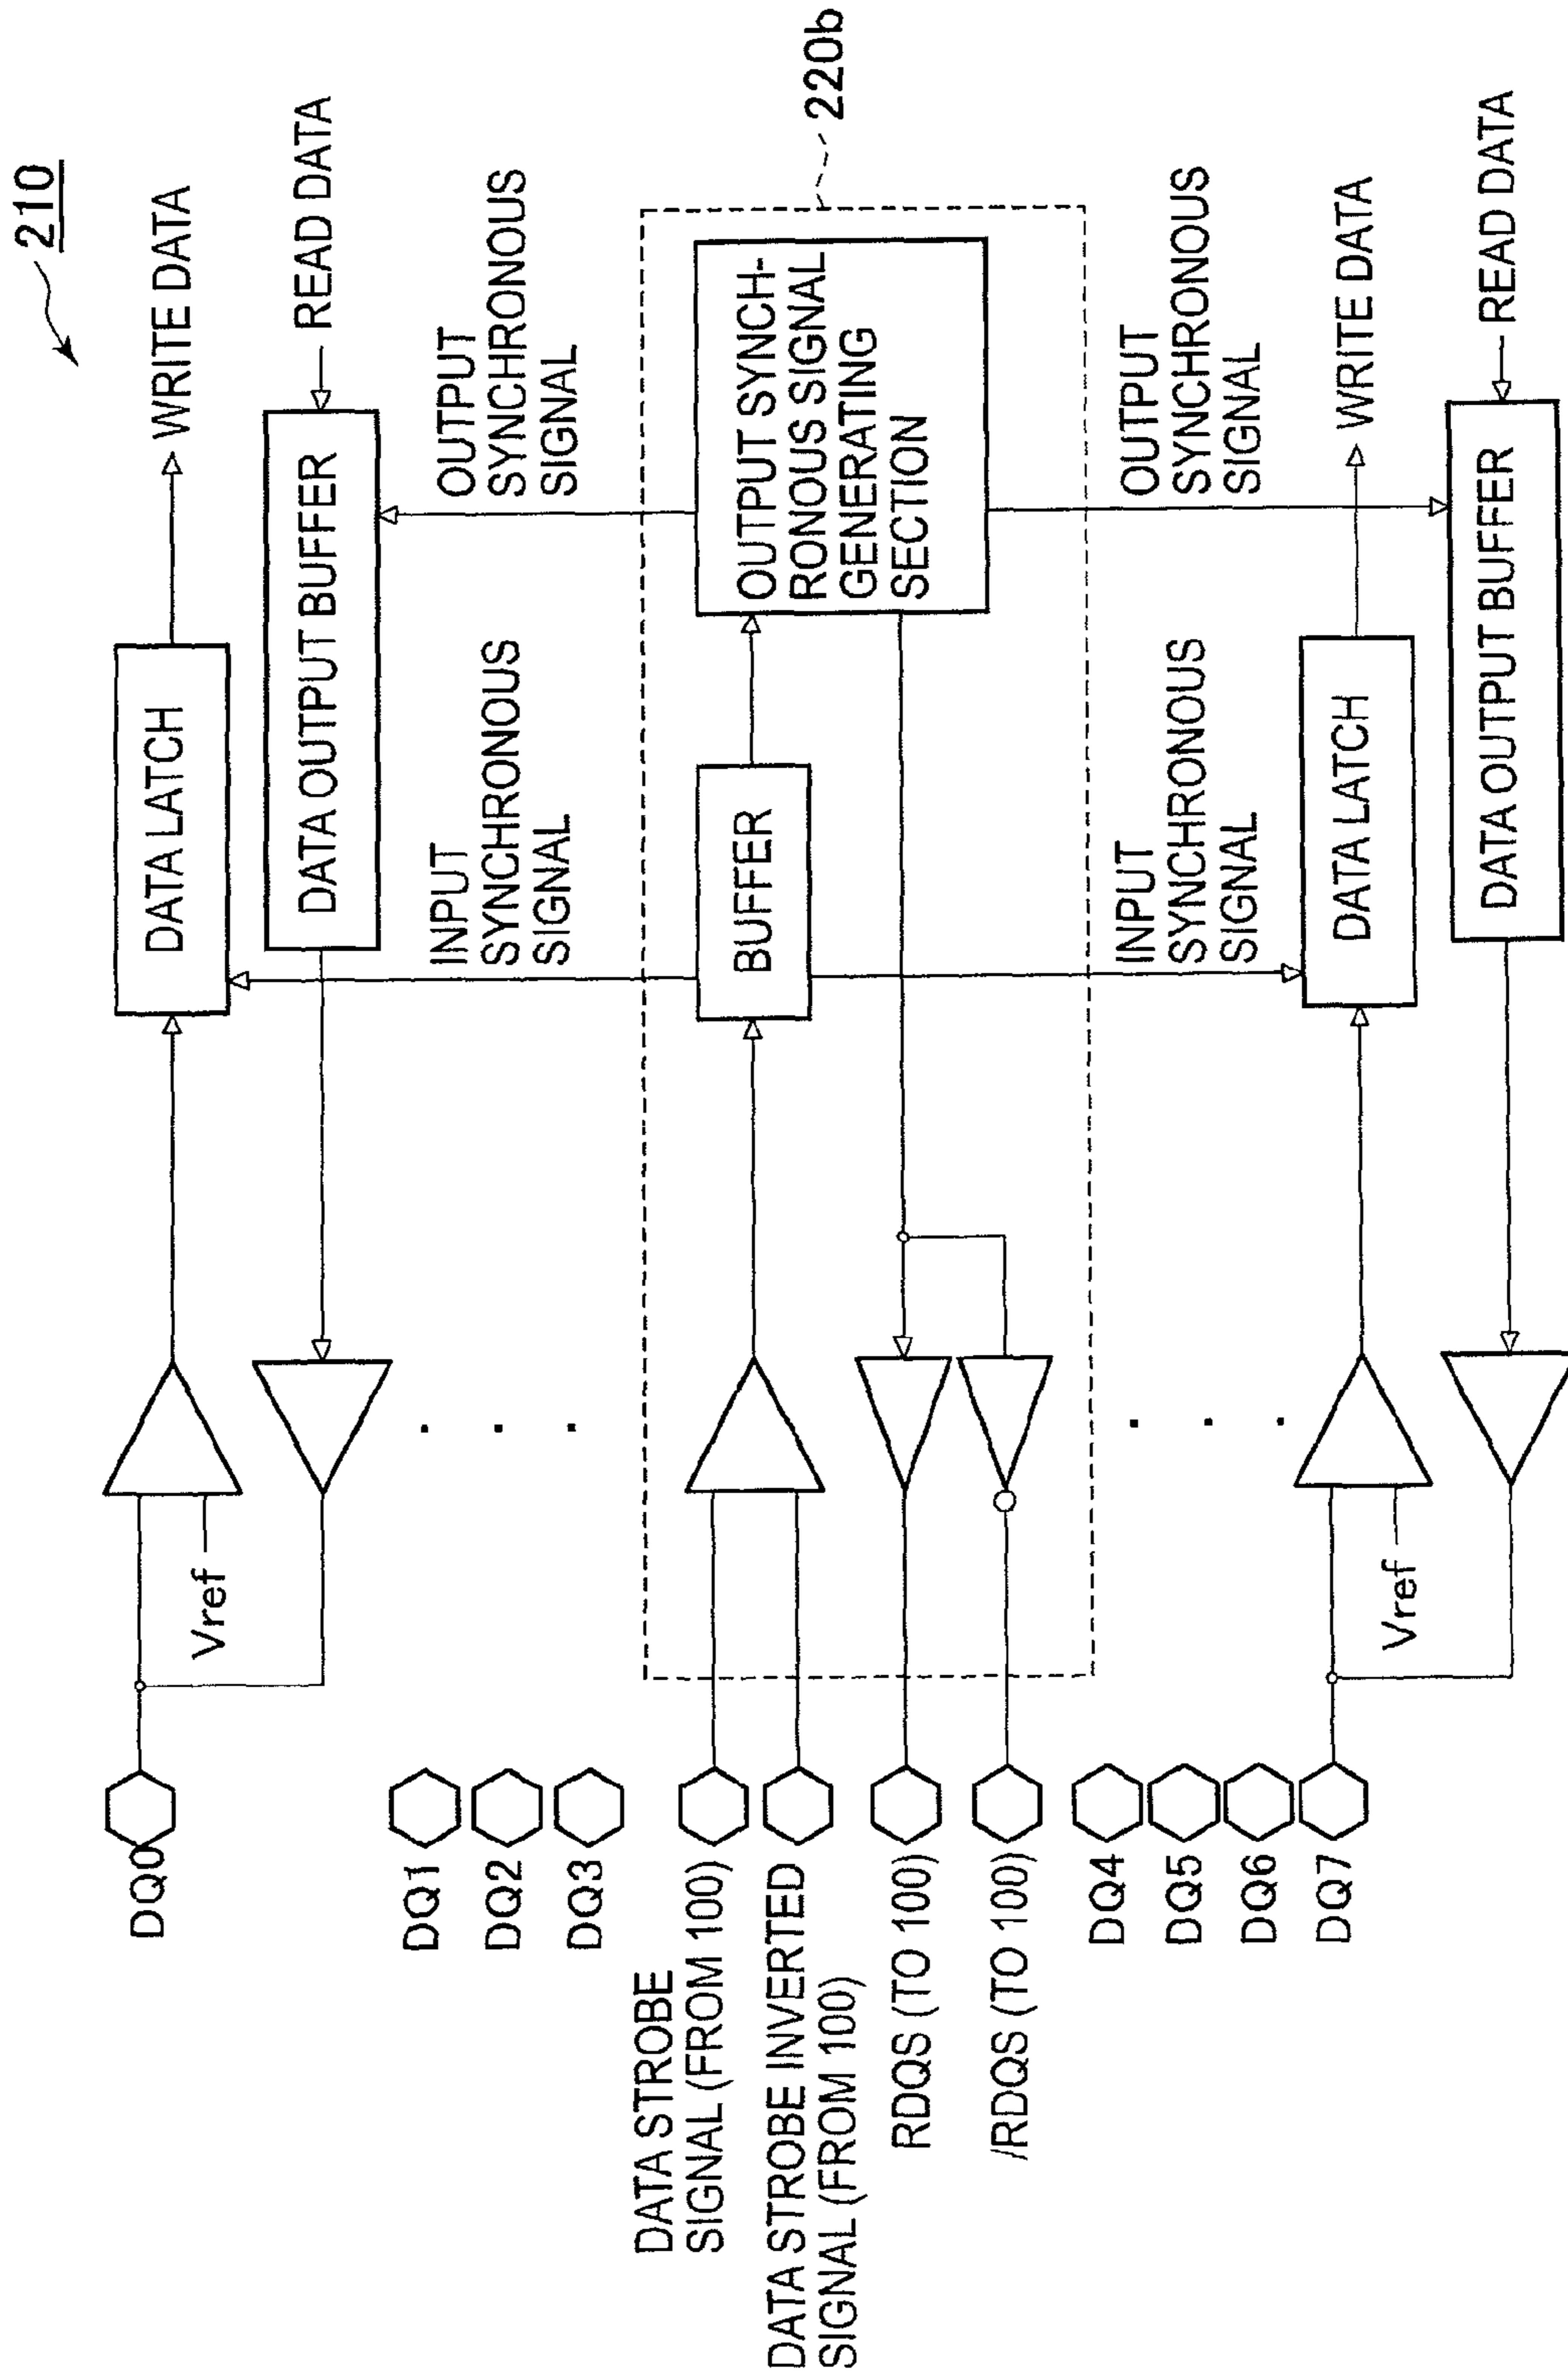 210
DQ0
Vref
DATA LATCH
WRITE DATA
DATA OUTPUT BUFFER
READ DATA
DQ1
DQ2
DQ3
INPUT
SYNCHRONOUS
SIGNAL
OUTPUT
SYNCHRONOUS
SIGNAL
220b
DATA STROBE
SIGNAL (FROM 100)
DATA STROBE INVERTED
SIGNAL (FROM 100)
BUFFER
OUTPUT SYNCH-
RONOUS SIGNAL
GENERATING
SECTION
RDQS (TO 100)
/RDQS (TO 100)
DQ4
DQ5
DQ6
DQ7
INPUT
SYNCHRONOUS
SIGNAL
OUTPUT
SYNCHRONOUS
SIGNAL
Vref
DATA LATCH
WRITE DATA
DATA OUTPUT BUFFER
READ DATA